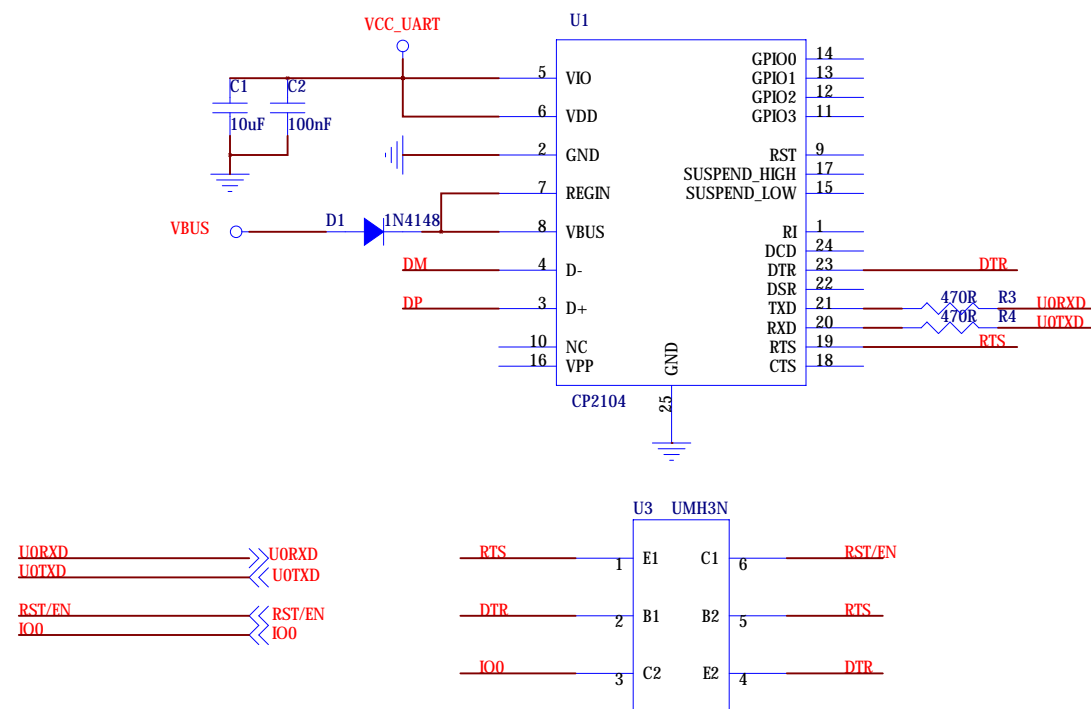 VCC_UART
U1
C1 C2
10uF 100nF
5 VIO
6 VDD
2 GND
7 REGIN
VBUS D1 1N4148 8 VBUS
DM 4 D-
DP 3 D+
10 NC
16 VPP
GPIO0 14
GPIO1 13
GPIO2 12
GPIO3 11
RST 9
SUSPEND_HIGH 17
SUSPEND_LOW 15
RI 1
DCD 24
DTR 23 DTR
DSR 22
TXD 21 470R R3 U0RXD
RXD 20 470R R4 U0TXD
RTS 19 RTS
CTS 18
GND
25
CP2104
U3 UMH3N
U0RXD U0RXD
U0TXD U0TXD
RST/EN RST/EN
IO0 IO0
RTS 1 E1 C1 6 RST/EN
DTR 2 B1 B2 5 RTS
IO0 3 C2 E2 4 DTR